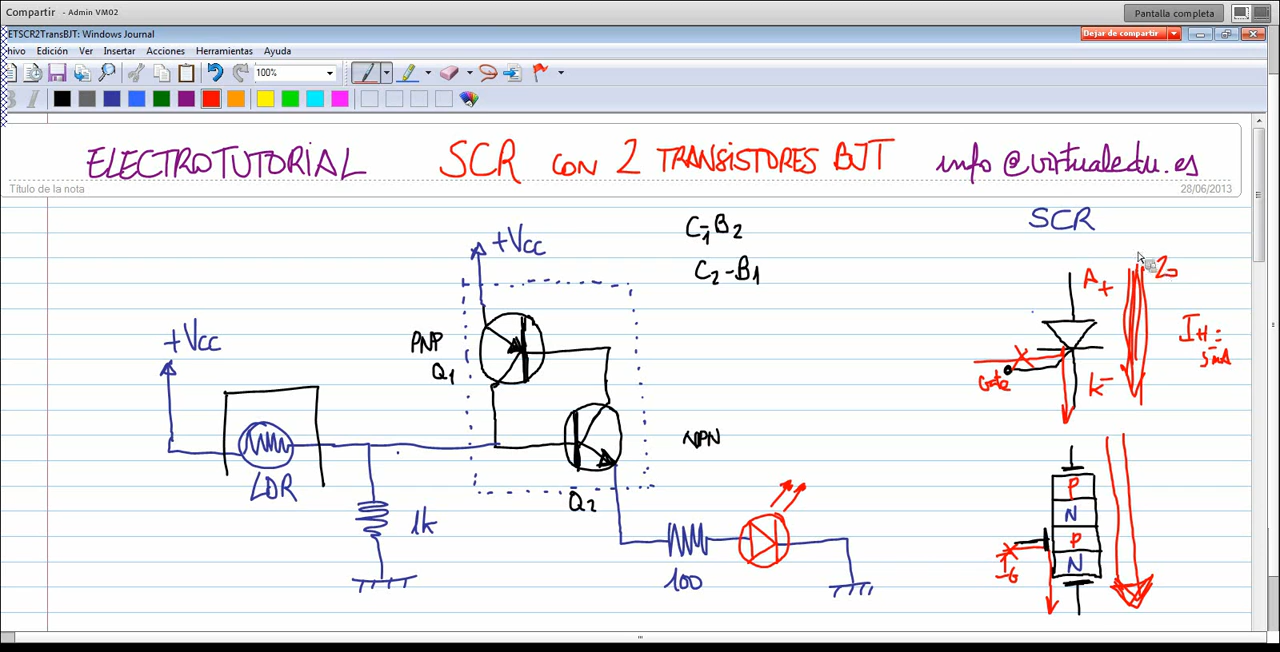 Compartir - Admin VM02
Pantalla completa
ETSCR2TransBJT: Windows Journal
Dejar de compartir
hivo Edición Ver Insertar Acciones Herramientas Ayuda
100%
B I
ELECTROTUTORIAL SCR CON 2 TRANSISTORES BJT info@virtualedu.es
Título de la nota
28/06/2013
C1-B2
C2-B1
SCR
+Vcc
+Vcc
PNP
Q1
NPN
Q2
LDR
1k
100
A+
IH=
5mA
Gate
k-
P
N
P
N
IG